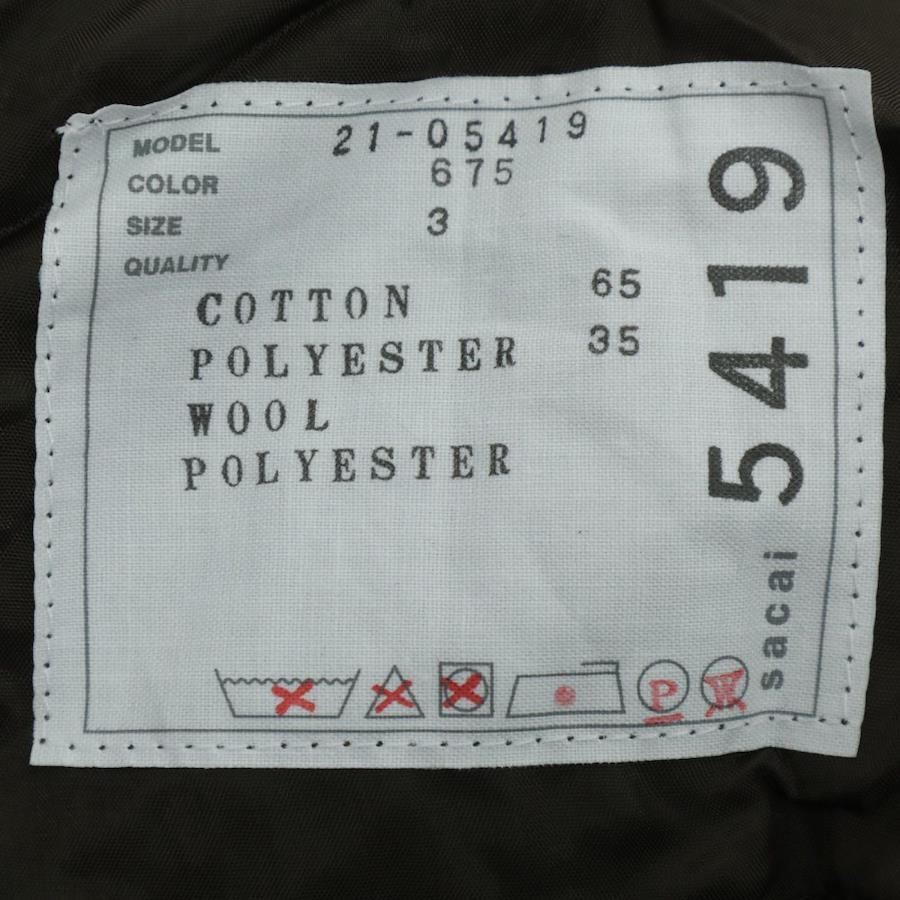 MODEL 21-05419
COLOR 675
SIZE 3
QUALITY
COTTON 65
POLYESTER 35
WOOL
POLYESTER
P W
sacai 5419